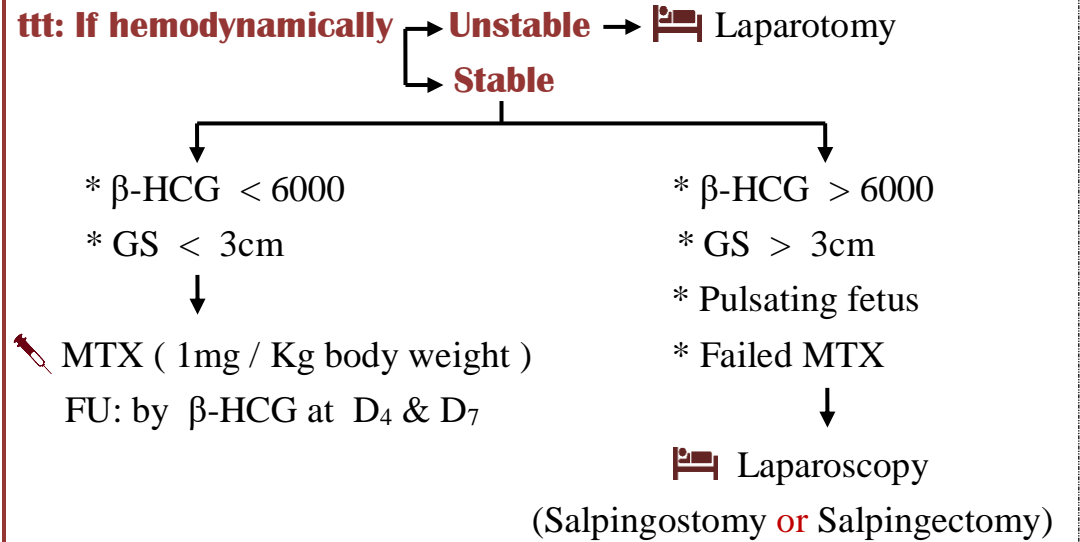 ttt: If hemodynamically Unstable Laparotomy
Stable
* β-HCG < 6000
* GS < 3cm
MTX ( 1mg / Kg body weight )
FU: by β-HCG at D₄ & D₇
* β-HCG > 6000
* GS > 3cm
* Pulsating fetus
* Failed MTX
Laparoscopy
(Salpingostomy or Salpingectomy)